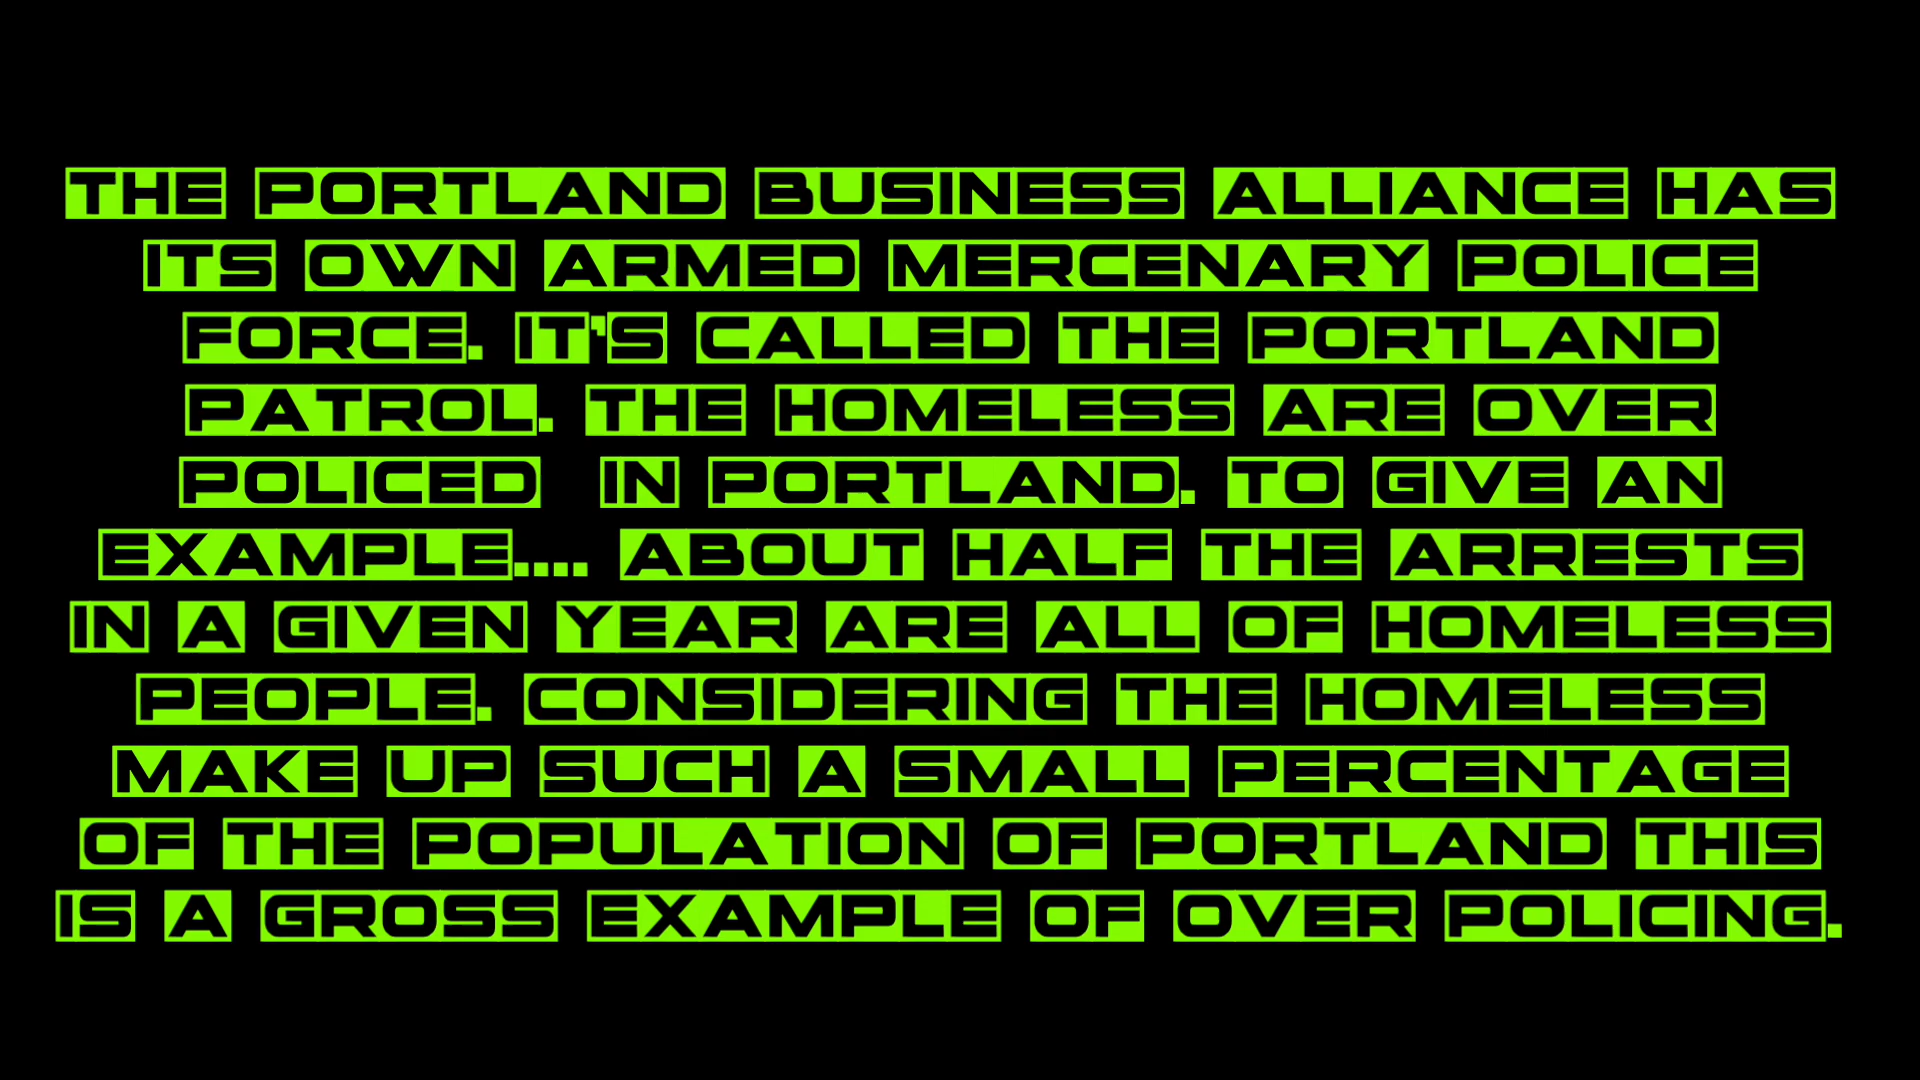 THE PORTLAND BUSINESS ALLIANCE HAS
ITS OWN ARMED MERCENARY POLICE
FORCE. IT'S CALLED THE PORTLAND
PATROL. THE HOMELESS ARE OVER
POLICED IN PORTLAND. TO GIVE AN
EXAMPLE.... ABOUT HALF THE ARRESTS
IN A GIVEN YEAR ARE ALL OF HOMELESS
PEOPLE. CONSIDERING THE HOMELESS
MAKE UP SUCH A SMALL PERCENTAGE
OF THE POPULATION OF PORTLAND THIS
IS A GROSS EXAMPLE OF OVER POLICING.